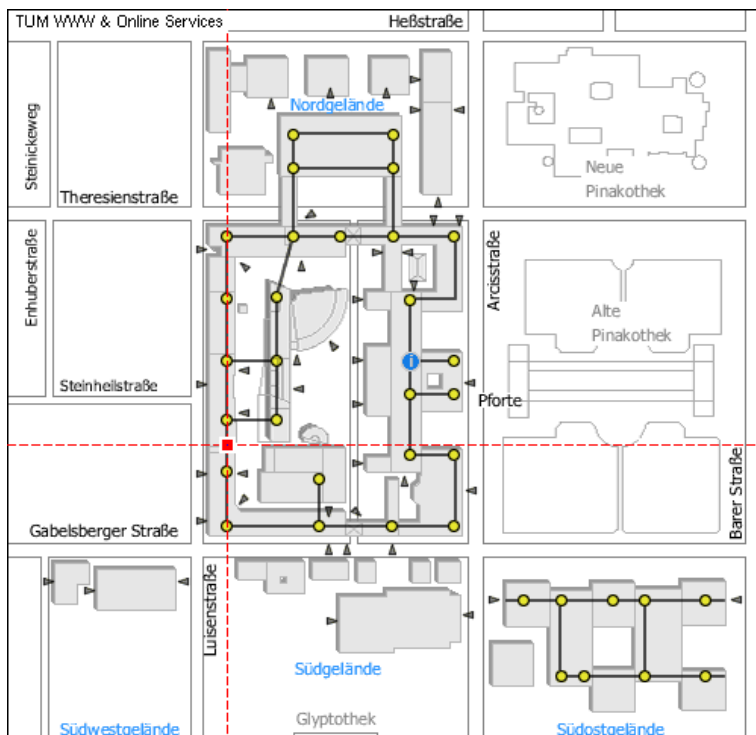 TUM WWW & Online Services
Heßstraße
Steinickeweg
Nordgelände
Theresienstraße
Neue
Pinakothek
Enhuberstraße
Arcisstraße
Alte
Pinakothek
i
Steinheilstraße
Pforte
Barer Straße
Gabelsberger Straße
Luisenstraße
Südgelände
Glyptothek
Südwestgelände
Südostgelände